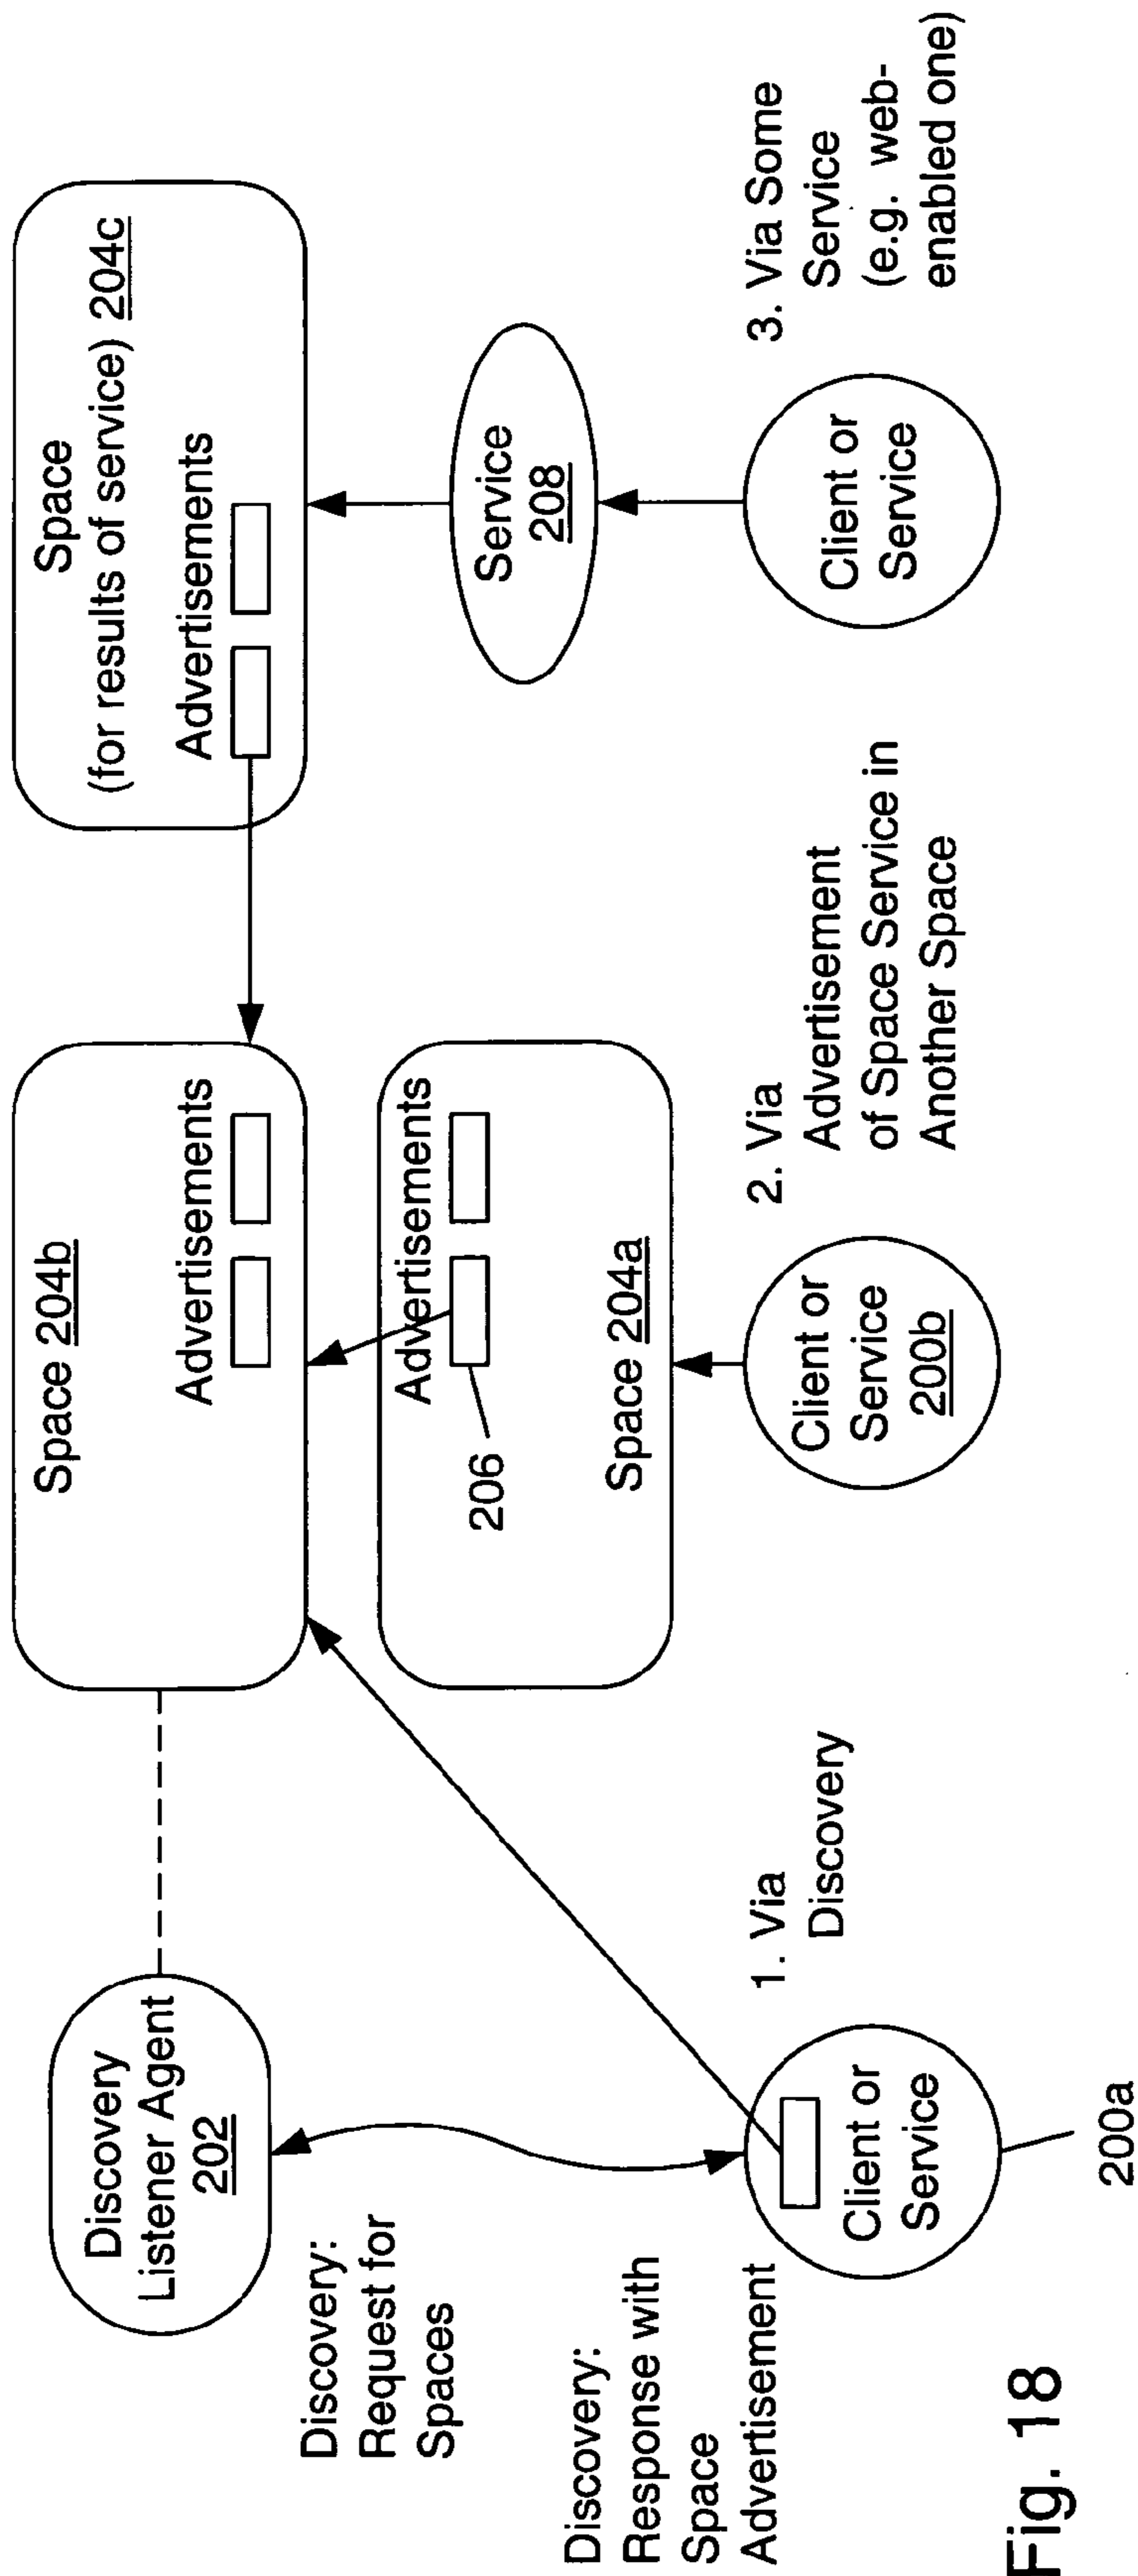 Discovery
Listener Agent
202
Discovery:
Request for
Spaces
Discovery:
Response with
Space
Advertisement
Client or
Service
200a
1. Via
Discovery
Space 204b
Advertisements
Advertisements
206
Space 204a
Client or
Service
200b
2. Via
Advertisement
of Space Service in
Another Space
Space
(for results of service) 204c
Advertisements
Service
208
Client or
Service
3. Via Some
Service
(e.g. web-
enabled one)
Fig. 18